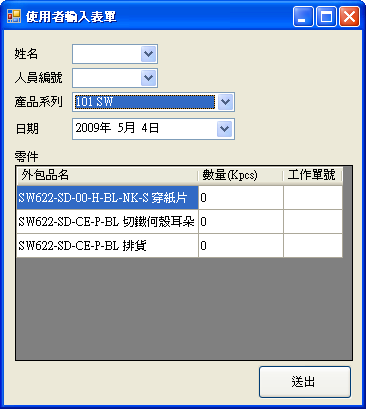 使用者輸入表單
姓名
人員編號
產品系列 101 SW
日期 2009年 5月 4日
零件
外包品名 數量(Kpcs) 工作單號
SW622-SD-00-H-BL-NK-S 穿紙片 0
SW622-SD-CE-P-BL 切鐵何殼耳朵 0
SW622-SD-CE-P-BL 排貨 0
送出